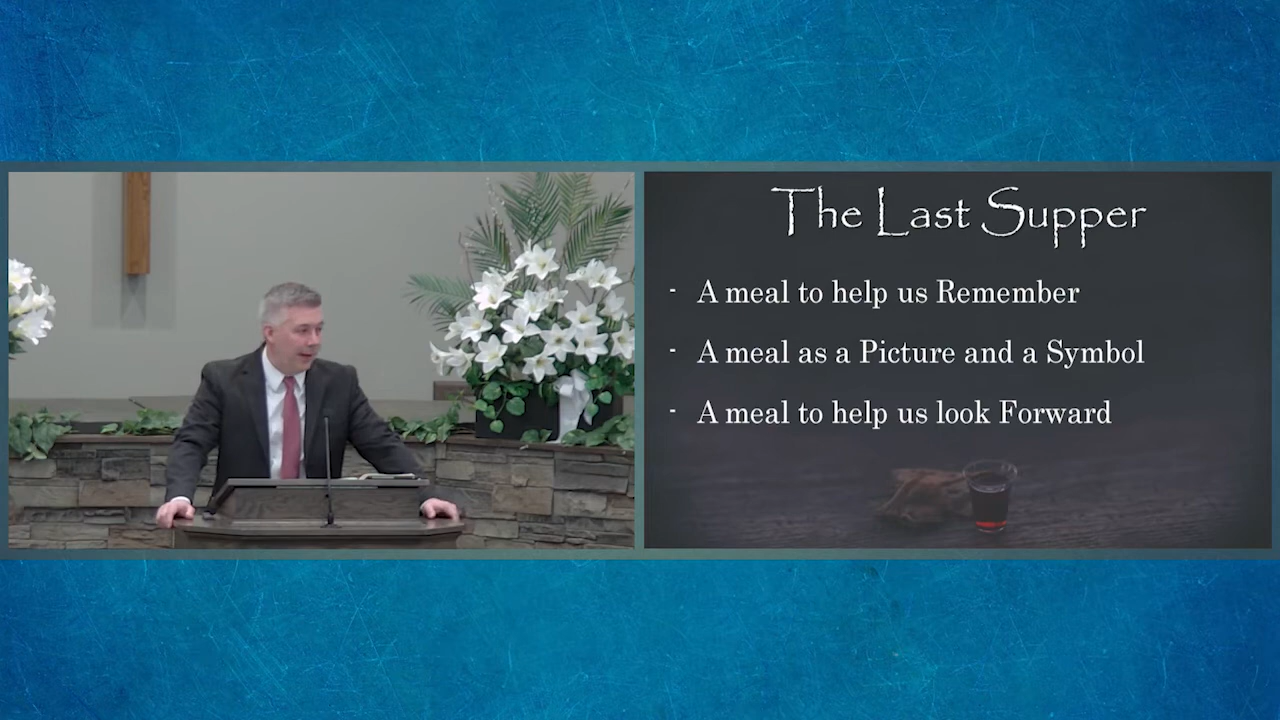 The Last Supper
- A meal to help us Remember
- A meal as a Picture and a Symbol
- A meal to help us look Forward